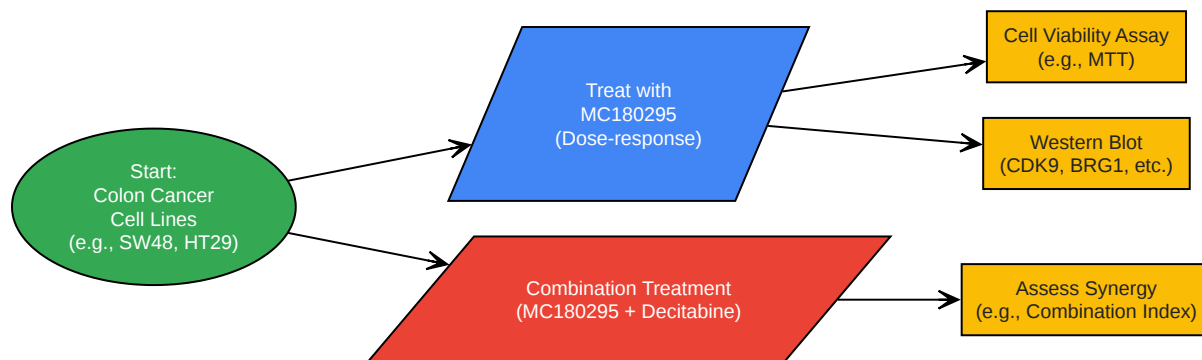 Start:
Colon Cancer
Cell Lines
(e.g., SW48, HT29)
Treat with
MC180295
(Dose-response)
Combination Treatment
(MC180295 + Decitabine)
Cell Viability Assay
(e.g., MTT)
Western Blot
(CDK9, BRG1, etc.)
Assess Synergy
(e.g., Combination Index)